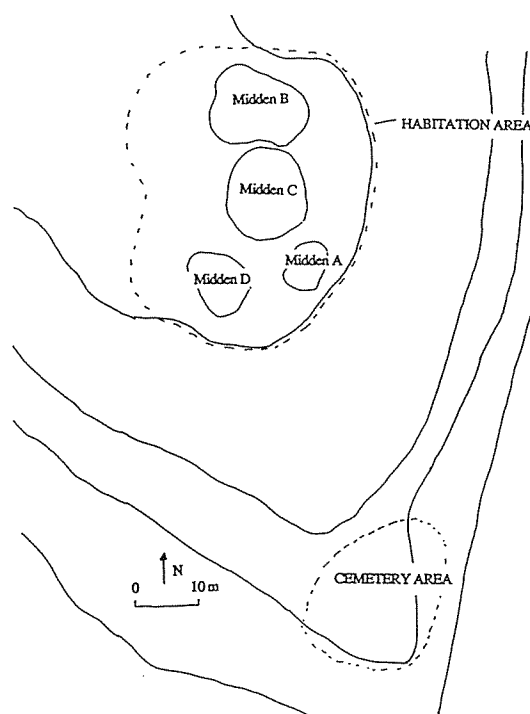 Midden B
HABITATION AREA
Midden C
Midden A
Midden D
N
0 10 m
CEMETERY AREA